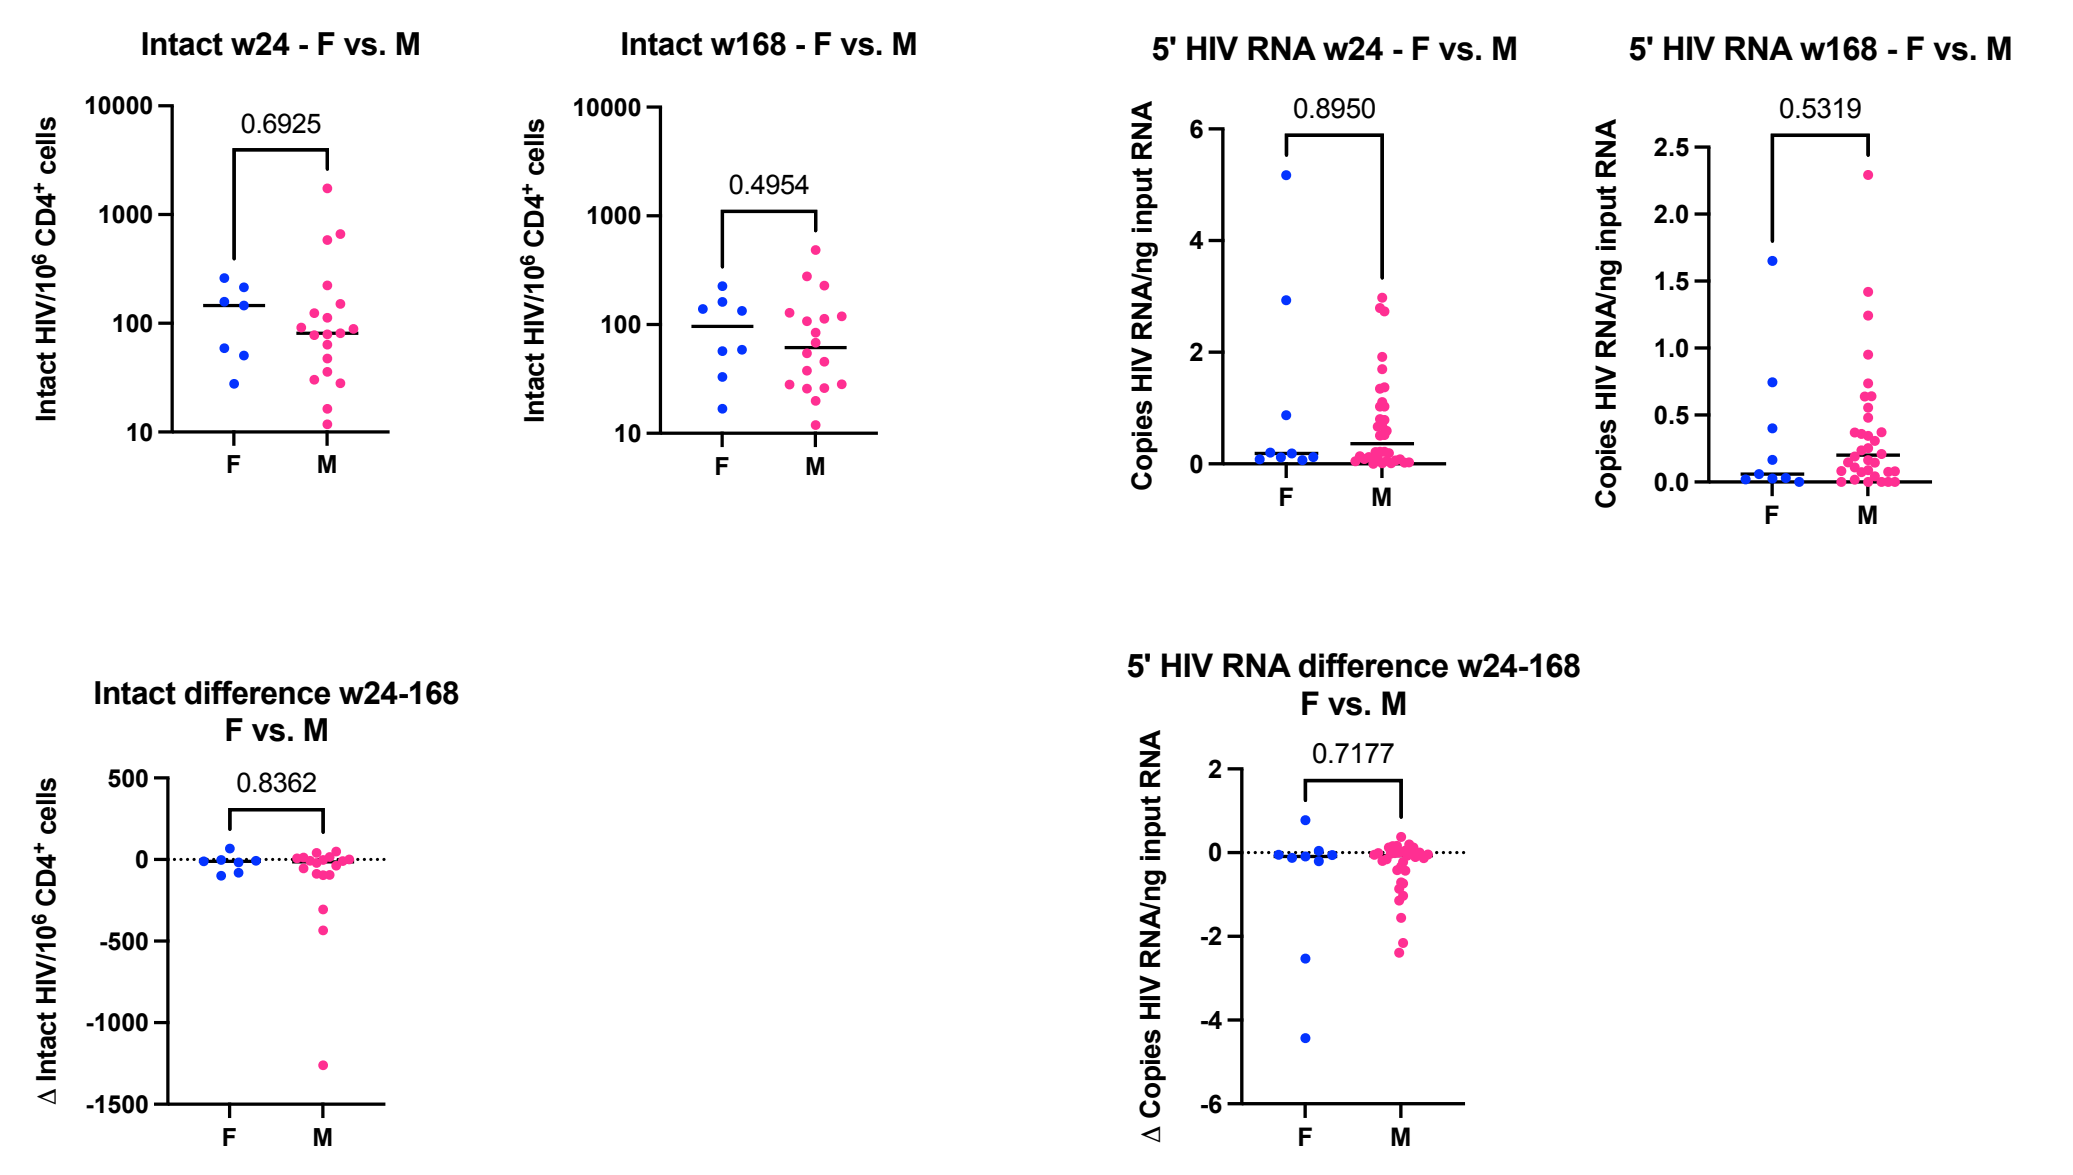 Intact w24 - F vs. M
Intact HIV/10⁶ CD4⁺ cells
10000
1000
100
10
0.6925
F
M
Intact w168 - F vs. M
Intact HIV/10⁶ CD4⁺ cells
10000
1000
100
10
0.4954
F
M
5' HIV RNA w24 - F vs. M
Copies HIV RNA/ng input RNA
6
4
2
0
0.8950
F
M
5' HIV RNA w168 - F vs. M
Copies HIV RNA/ng input RNA
2.5
2.0
1.5
1.0
0.5
0.0
0.5319
F
M
Intact difference w24-168
F vs. M
Δ Intact HIV/10⁶ CD4⁺ cells
500
0
-500
-1000
-1500
0.8362
F
M
5' HIV RNA difference w24-168
F vs. M
Δ Copies HIV RNA/ng input RNA
2
0
-2
-4
-6
0.7177
F
M